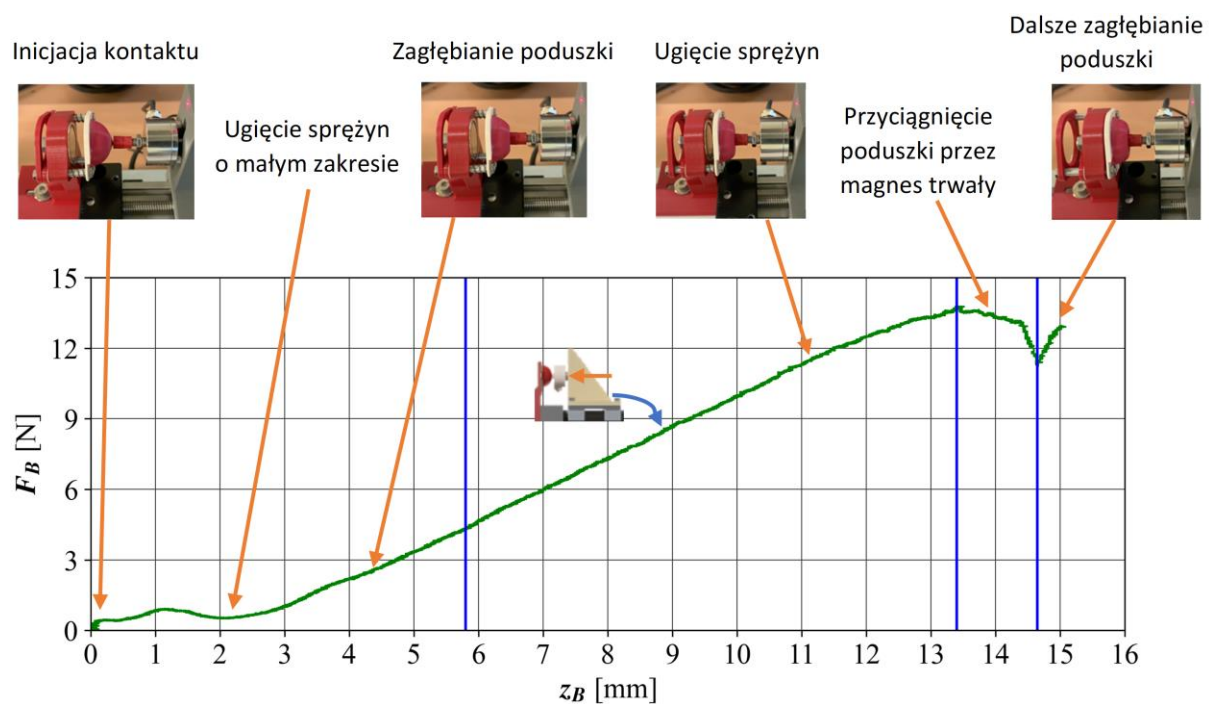 Inicjacja kontaktu
Ugięcie sprężyn
o małym zakresie
Zagłębianie poduszki
Ugięcie sprężyn
Przyciągnięcie
poduszki przez
magnes trwały
Dalsze zagłębianie
poduszki
15
12
9
6
3
0
F_B [N]
0 1 2 3 4 5 6 7 8 9 10 11 12 13 14 15 16
z_B [mm]